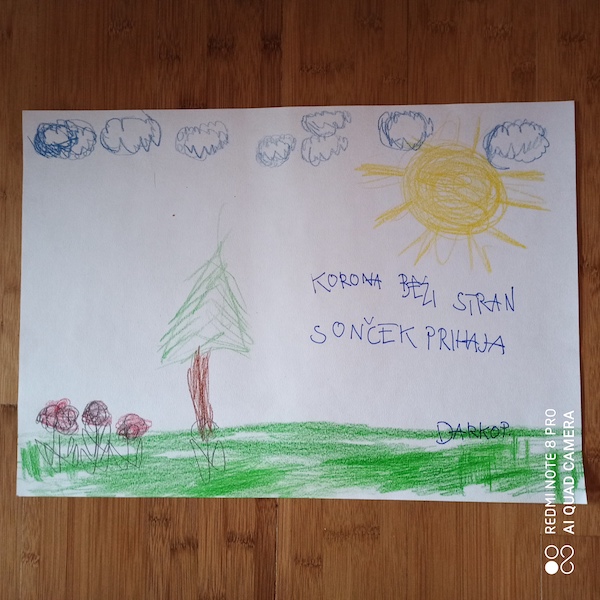 KORONA BEŽI STRAN
SONČEK PRIHAJA
DARKO P.
REDMI NOTE 8 PRO
AI QUAD CAMERA